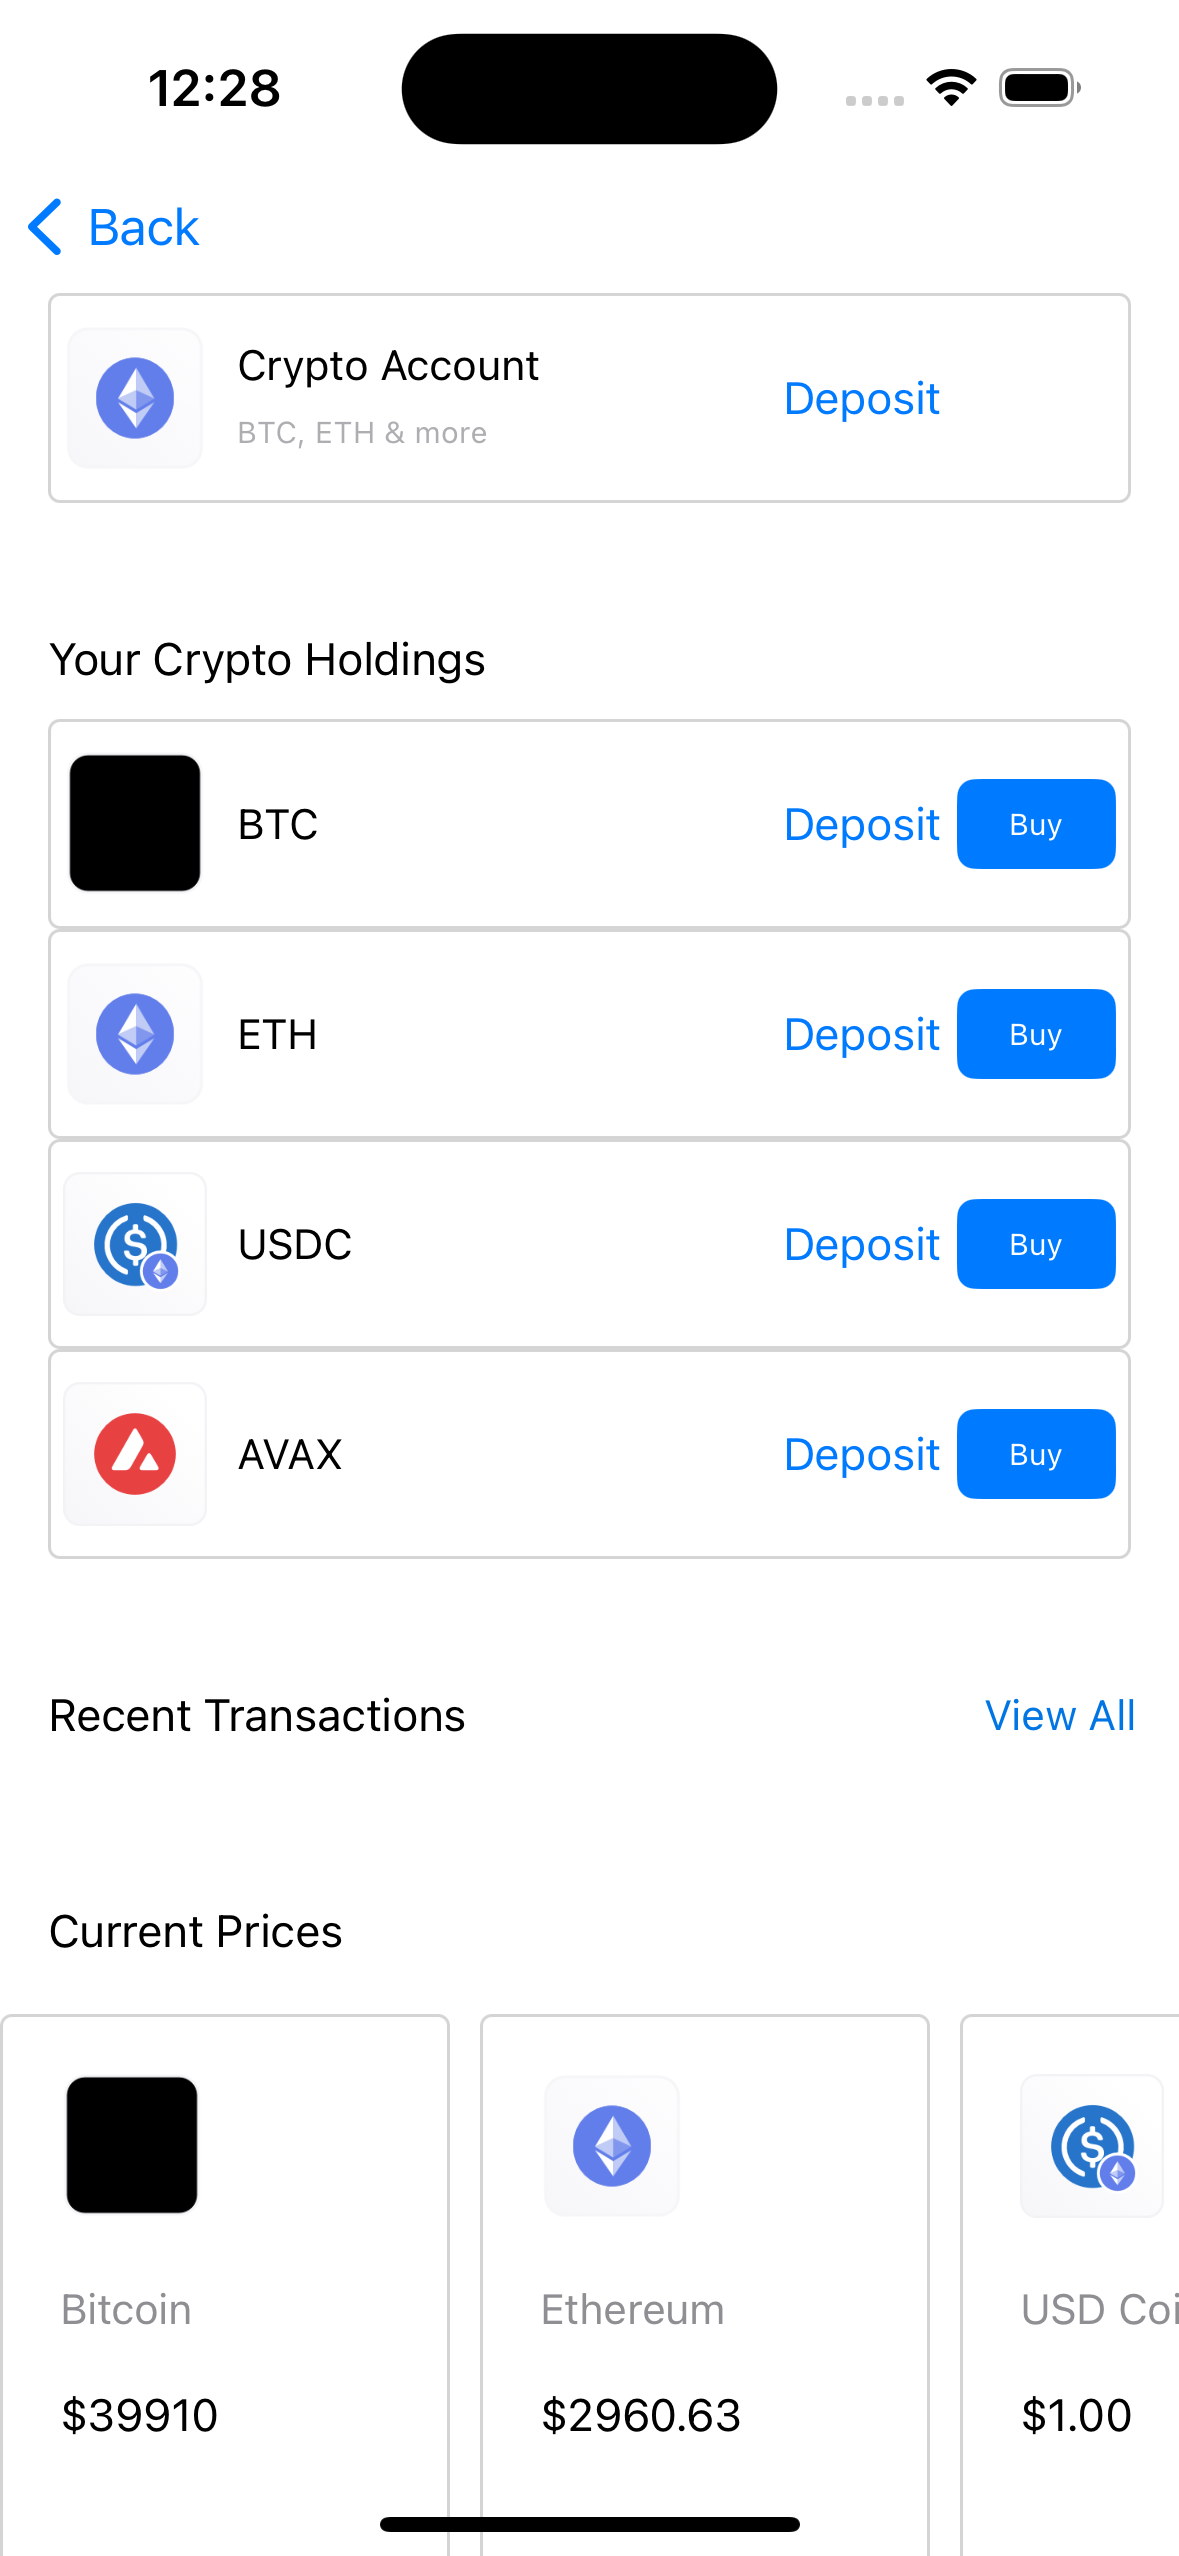 12:28
Back
Crypto Account
BTC, ETH & more
Deposit
Your Crypto Holdings
BTC
Deposit
Buy
ETH
Deposit
Buy
USDC
Deposit
Buy
AVAX
Deposit
Buy
Recent Transactions
View All
Current Prices
Bitcoin
$39910
Ethereum
$2960.63
USD Coi
$1.00